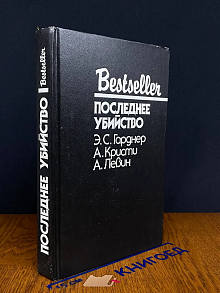 Bestseller
ПОСЛЕДНЕЕ
УБИЙСТВО
Э.С. Гарднер
А. Кристи
А. Левин
ПОСЛЕДНЕЕ УБИЙСТВО Bestseller
КНИГОЕД